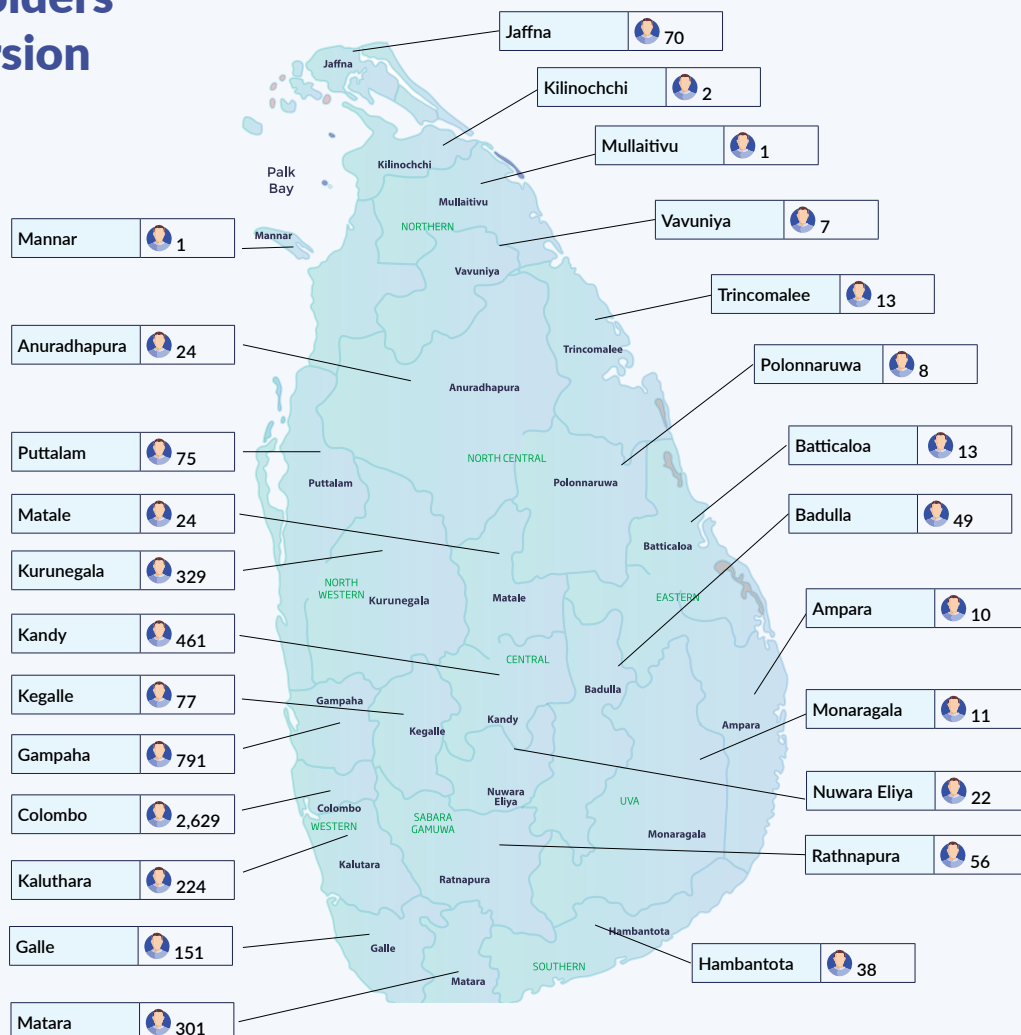 olders
rsion
Jaffna 70
Kilinochchi 2
Mullaitivu 1
Vavuniya 7
Trincomalee 13
Polonnaruwa 8
Batticaloa 13
Badulla 49
Ampara 10
Monaragala 11
Nuwara Eliya 22
Rathnapura 56
Hambantota 38
Mannar 1
Anuradhapura 24
Puttalam 75
Matale 24
Kurunegala 329
Kandy 461
Kegalle 77
Gampaha 791
Colombo 2,629
Kaluthara 224
Galle 151
Matara 301
Jaffna
Kilinochchi
Palk
Bay
Mullaitivu
NORTHERN
Mannar
Vavuniya
Trincomalee
Anuradhapura
NORTH CENTRAL
Puttalam
Polonnaruwa
Batticaloa
NORTH
WESTERN
Kurunegala
Matale
EASTERN
CENTRAL
Badulla
Gampaha
Kandy
Kegalle
Ampara
Nuwara
Eliya
UVA
Colombo
WESTERN
SABARA
GAMUWA
Monaragala
Kalutara
Ratnapura
Hambantota
Galle
SOUTHERN
Matara